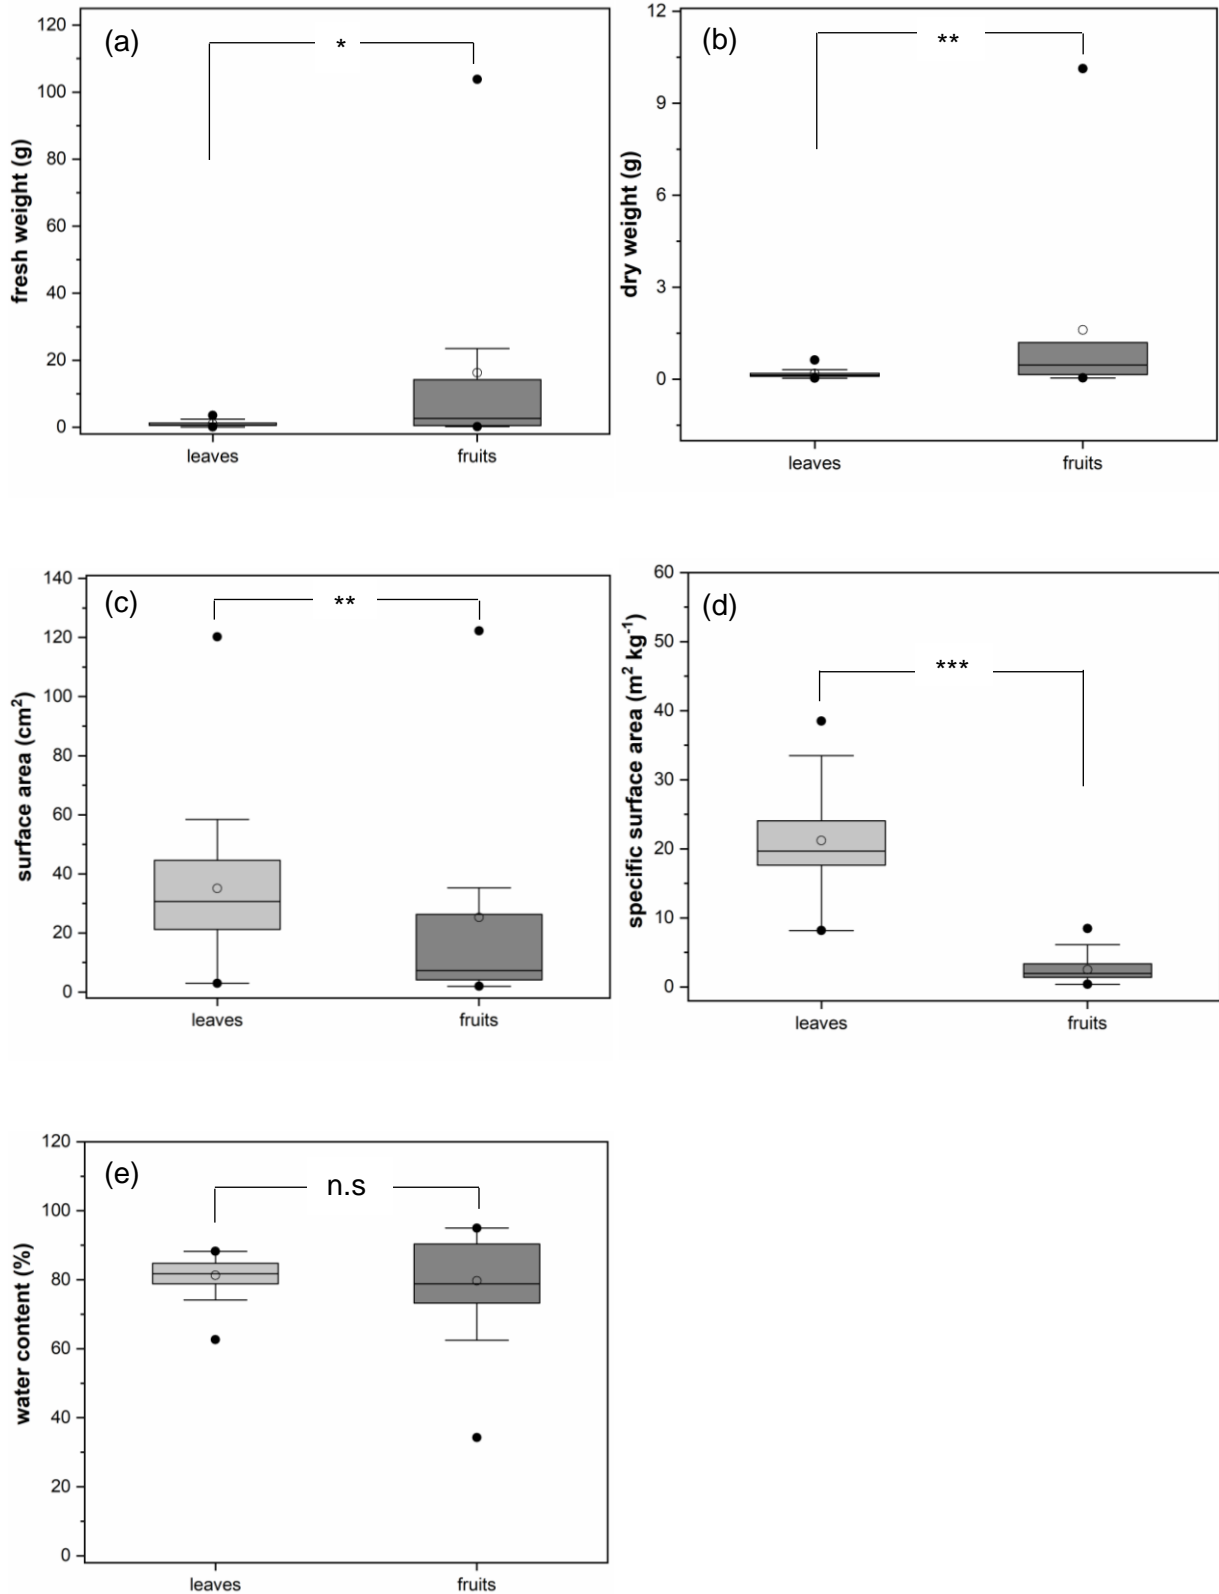 (a)
*
fresh weight (g)
120
100
80
60
40
20
0
leaves
fruits
(b)
**
dry weight (g)
12
9
6
3
0
leaves
fruits
(c)
**
surface area (cm²)
140
120
100
80
60
40
20
0
leaves
fruits
(d)
***
specific surface area (m² kg⁻¹)
60
50
40
30
20
10
0
leaves
fruits
(e)
n.s
water content (%)
120
100
80
60
40
20
0
leaves
fruits